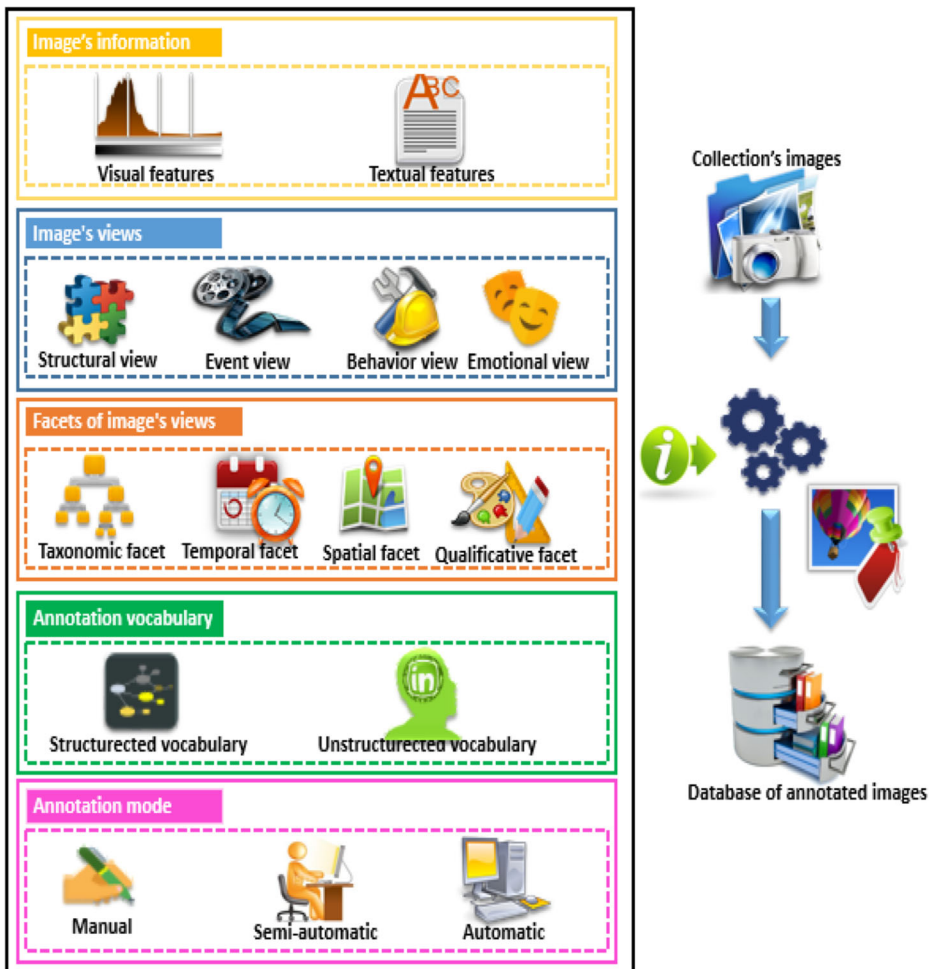 Image's information
ABC
Visual features
Textual features
Image's views
Structural view
Event view
Behavior view
Emotional view
Facets of image's views
Taxonomic facet
Temporal facet
Spatial facet
Qualificative facet
Annotation vocabulary
in
Structurected vocabulary
Unstructurected vocabulary
Annotation mode
Manual
Semi-automatic
Automatic
Collection's images
i
Database of annotated images